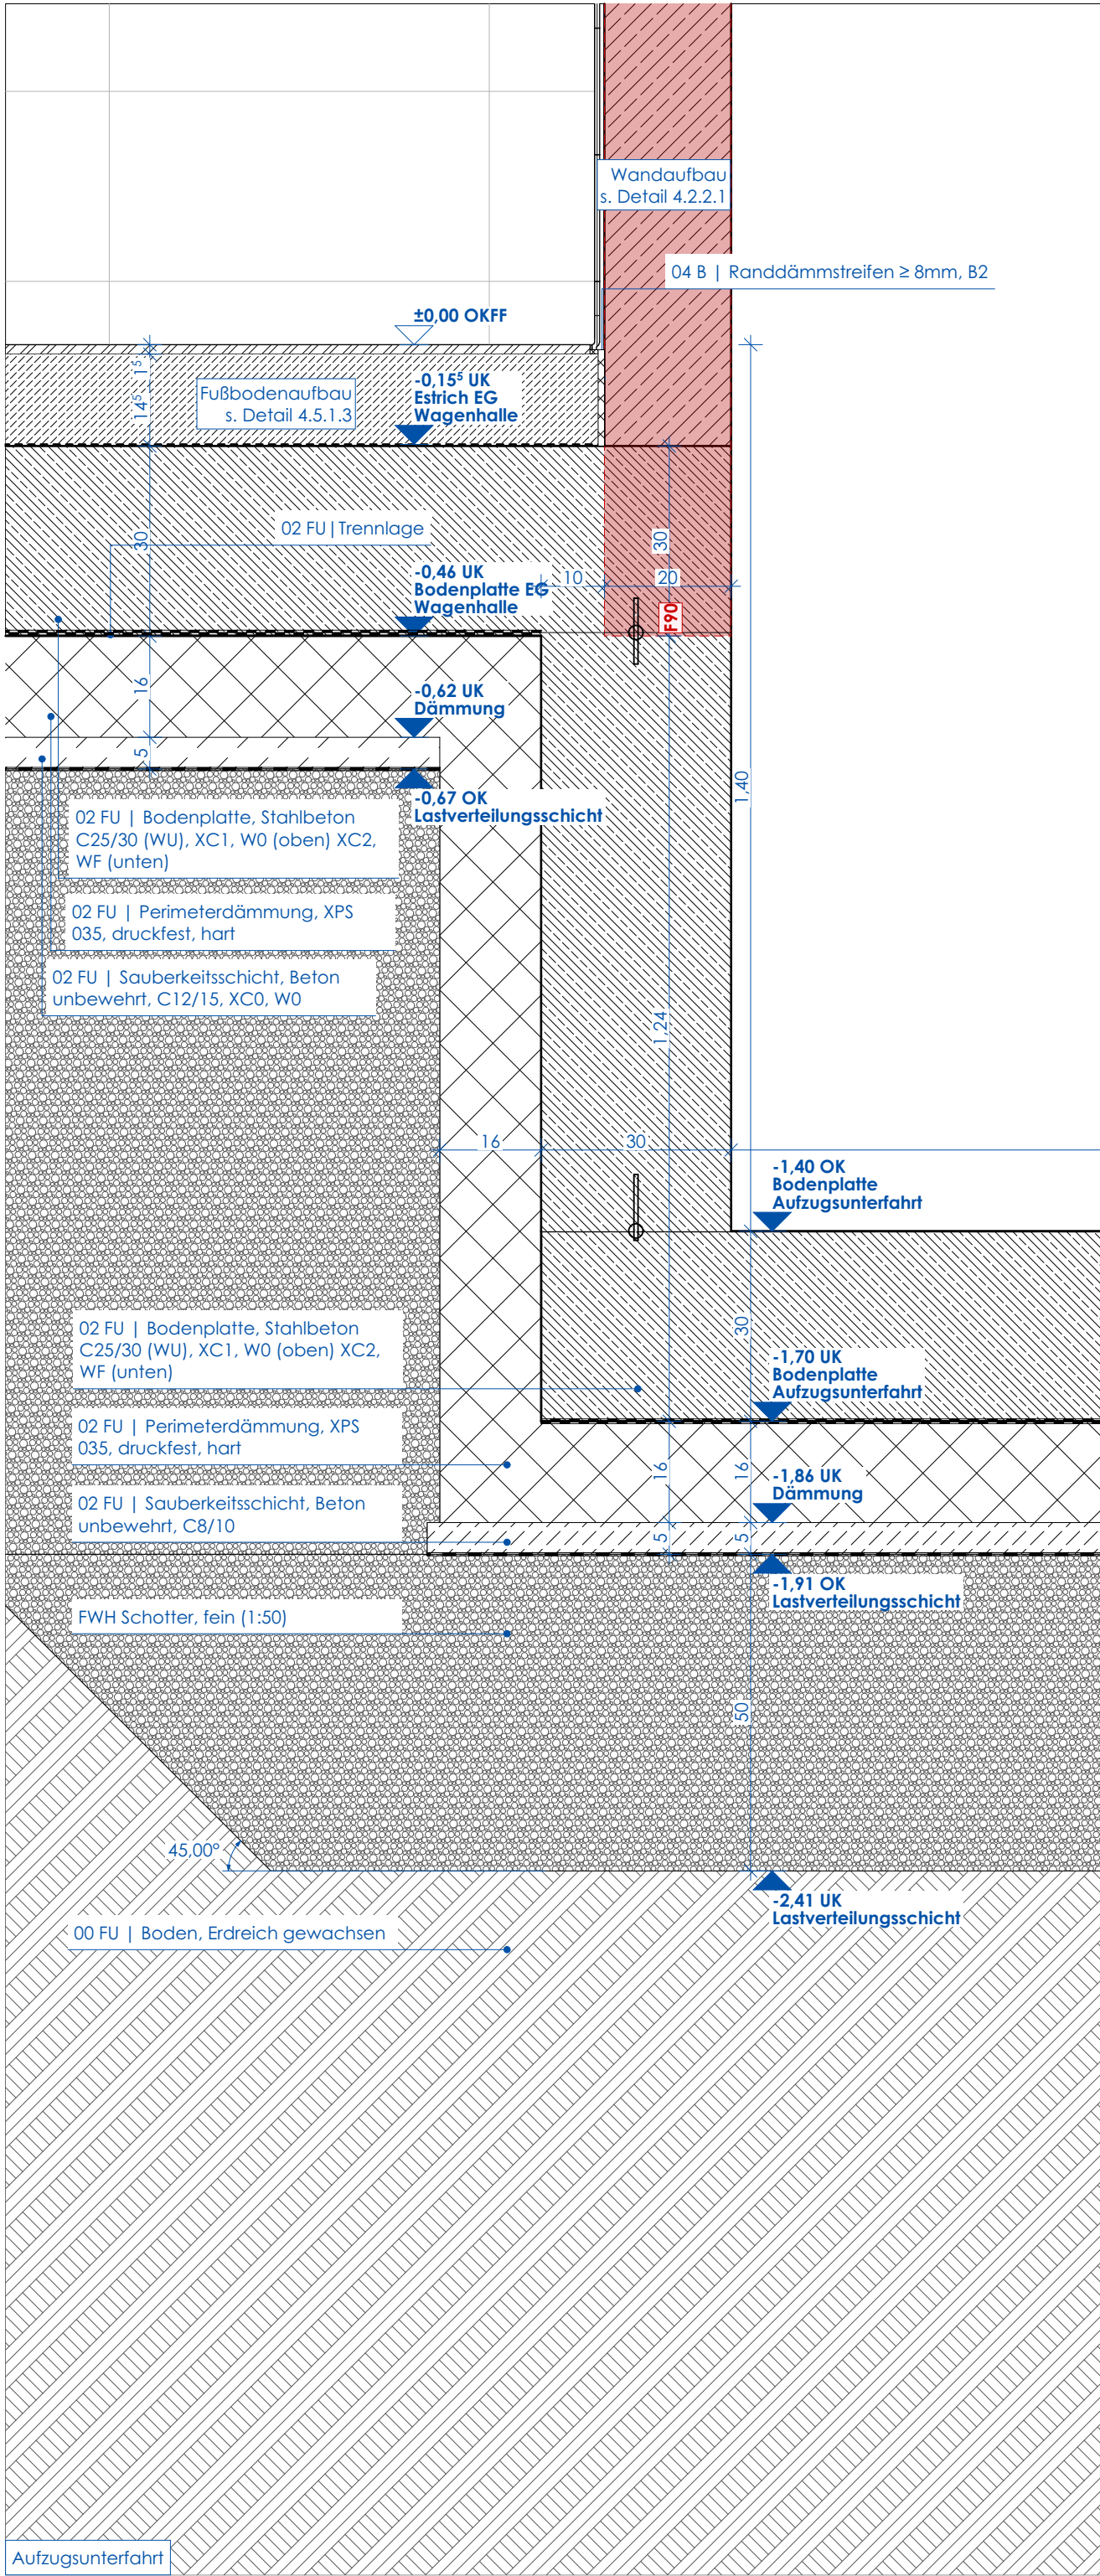 Wandaufbau
s. Detail 4.2.2.1
04 B | Randdämmstreifen ≥ 8mm, B2
±0,00 OKFF
1⁵
14⁵
Fußbodenaufbau
s. Detail 4.5.1.3
-0,15⁵ UK
Estrich EG
Wagenhalle
30
02 FU | Trennlage
30
-0,46 UK
Bodenplatte EG
Wagenhalle
10
20
F90
16
-0,62 UK
Dämmung
5
-0,67 OK
Lastverteilungsschicht
1,40
02 FU | Bodenplatte, Stahlbeton
C25/30 (WU), XC1, W0 (oben) XC2,
WF (unten)
02 FU | Perimeterdämmung, XPS
035, druckfest, hart
02 FU | Sauberkeitsschicht, Beton
unbewehrt, C12/15, XC0, W0
1,24
16
30
-1,40 OK
Bodenplatte
Aufzugsunterfahrt
02 FU | Bodenplatte, Stahlbeton
C25/30 (WU), XC1, W0 (oben) XC2,
WF (unten)
30
-1,70 UK
Bodenplatte
Aufzugsunterfahrt
02 FU | Perimeterdämmung, XPS
035, druckfest, hart
16
16
-1,86 UK
Dämmung
02 FU | Sauberkeitsschicht, Beton
unbewehrt, C8/10
5
5
-1,91 OK
Lastverteilungsschicht
FWH Schotter, fein (1:50)
50
45,00°
-2,41 UK
Lastverteilungsschicht
00 FU | Boden, Erdreich gewachsen
Aufzugsunterfahrt